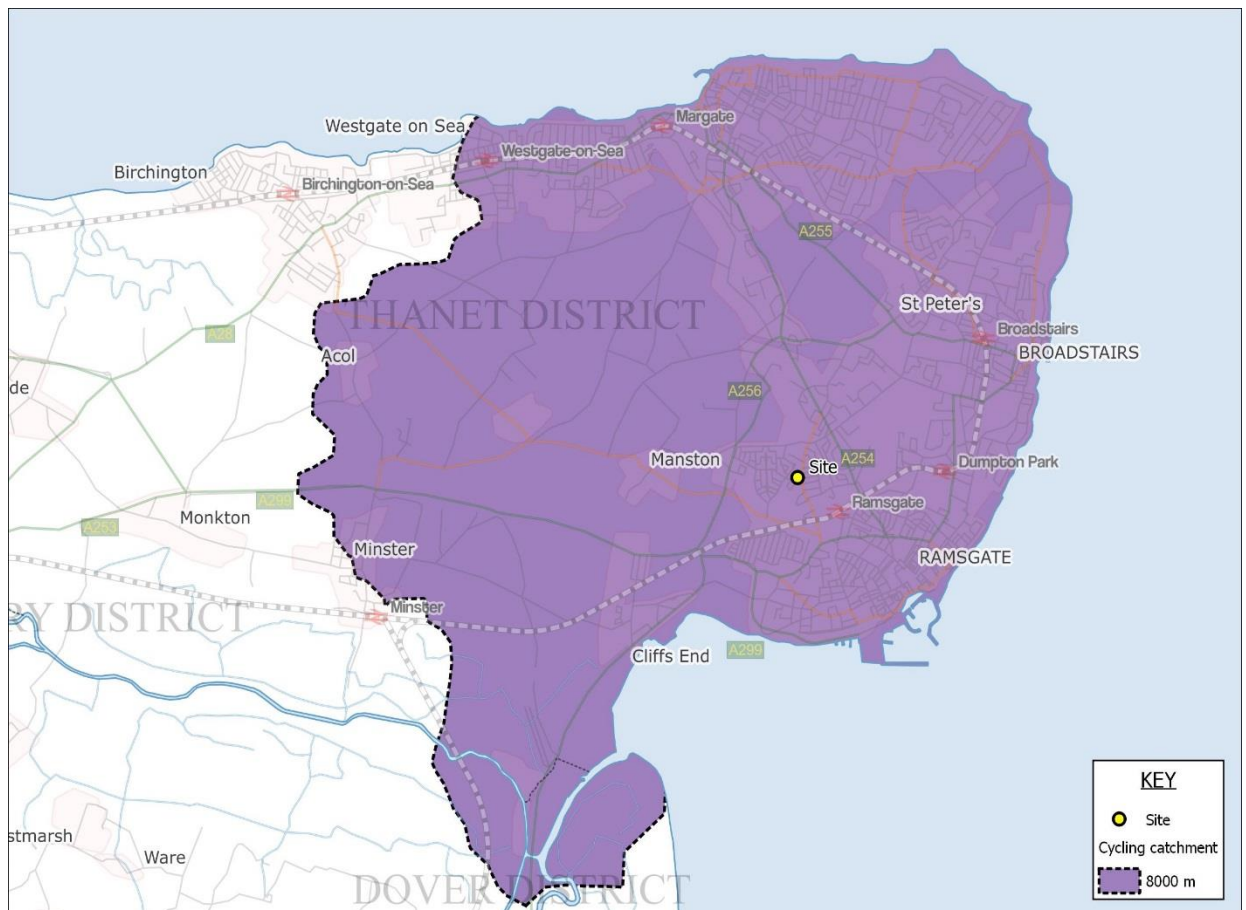 Westgate on Sea
Margate
Westgate-on-Sea
Birchington
Birchington-on-Sea
A255
St Peter's
THANET DISTRICT
A28
Broadstairs
BROADSTAIRS
Acol
de
A256
Manston
A254
Dumpton Park
Site
A299
Ramsgate
Monkton
A253
Minster
RAMSGATE
Minster
RY DISTRICT
Cliffs End
A299
KEY
Site
Cycling catchment
8000 m
stmarsh
Ware
DOVER DISTRICT